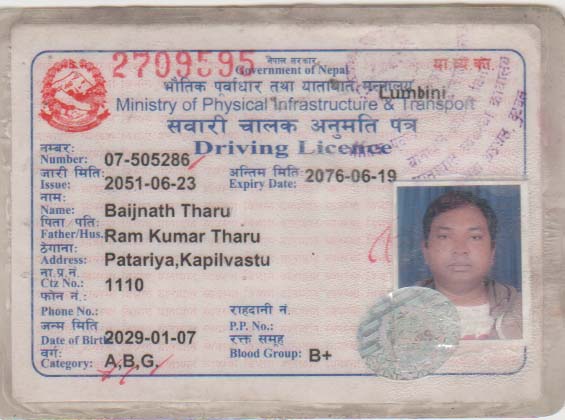 2709595 नेपाल सरकार
Government of Nepal
भौतिक पूर्वाधार तथा यातायात मन्त्रालय
Lumbini
Ministry of Physical Infrastructure & Transport
सवारी चालक अनुमति पत्र
Driving Licence
नम्बर:
Number: 07-505286
जारी मिति: अन्तिम मिति:
Issue: 2051-06-23 Expiry Date: 2076-06-19
नाम:
Name: Baijnath Tharu
पिता पति:
Father/Hus. Ram Kumar Tharu
ठेगाना:
Address: Patariya,Kapilvastu
ना.प्र.नं.
Ctz No.: 1110
फोन नं.: राहदानी नं.
Phone No.: P.P. No.:
जन्म मिति
Date of Birth 2029-01-07 रक्त समूह
वर्ग:
Category: A,B,G, Blood Group: B+